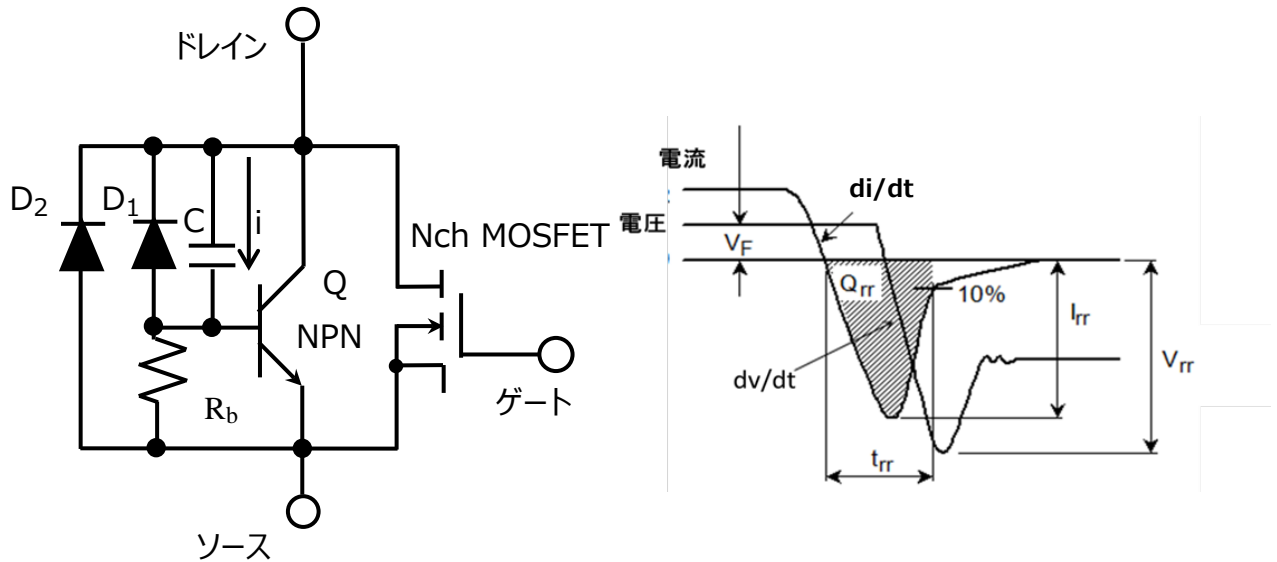 ドレイン
D2
D1
C
i
Nch MOSFET
Q
NPN
Rb
ゲート
ソース
電流
di/dt
電圧
VF
Qrr
10%
Irr
Vrr
dv/dt
trr